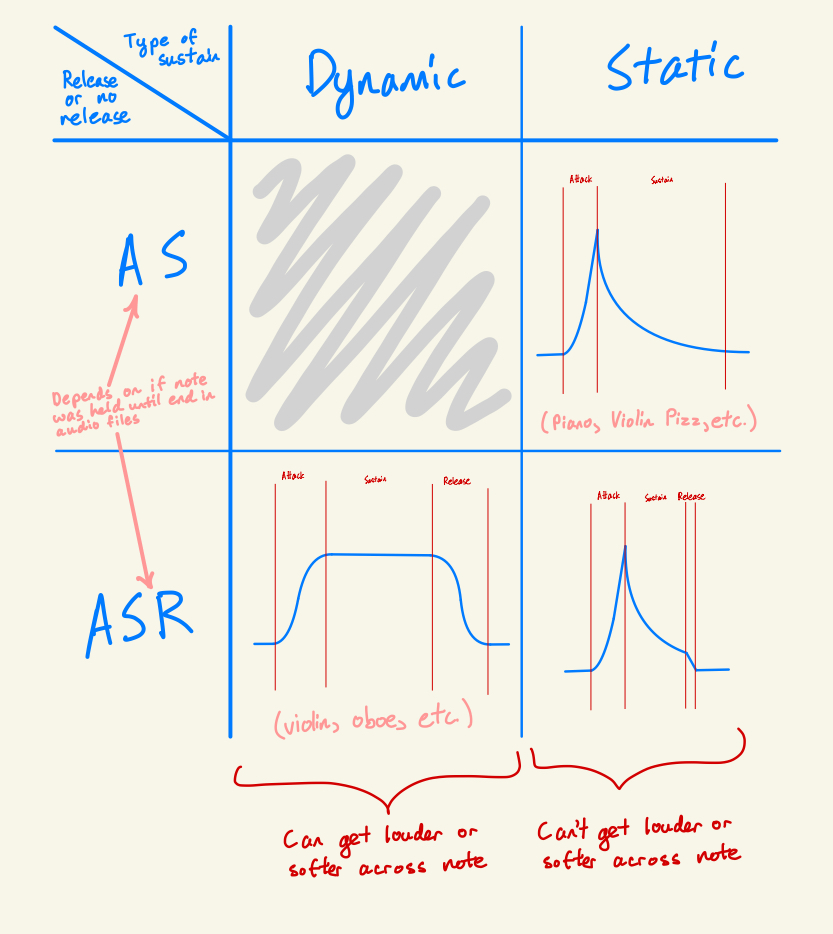 Type of
sustain
Release
or no
release
Dynamic
Static
AS
Attack
Sustain
(Piano, Violin Pizz, etc.)
Depends on if note
was held until end in
audio files
ASR
Attack
Sustain
Release
(violin, oboe, etc)
Attack
Sustain
Release
Can get louder or
softer across note
Can't get louder or
softer across note